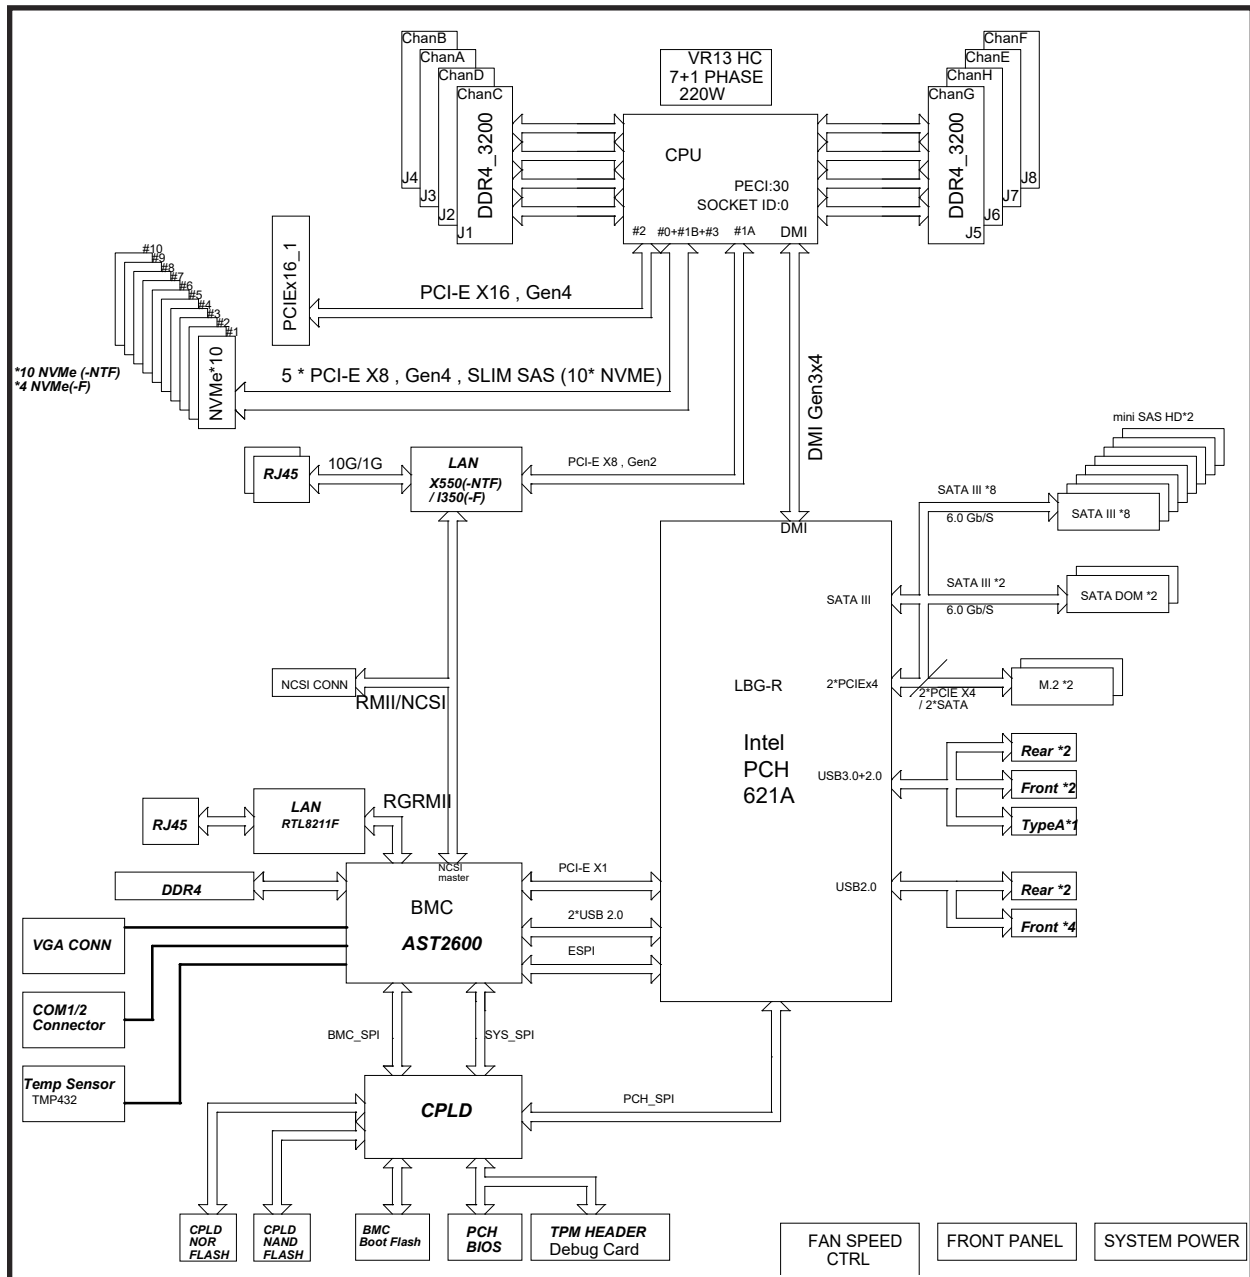 ChanB
ChanA
ChanD
ChanC
DDR4_3200
J4
J3
J2
J1
VR13 HC
7+1 PHASE
220W
CPU
PECI:30
SOCKET ID:0
#2
#0+#1B+#3
#1A
DMI
ChanF
ChanE
ChanH
ChanG
DDR4_3200
J8
J7
J6
J5
PCIEx16_1
PCI-E X16 , Gen4
#10
#9
#8
#7
#6
#5
#4
#3
#2
#1
NVMe*10
*10 NVMe (-NTF)
*4 NVMe(-F)
5 * PCI-E X8 , Gen4 , SLIM SAS (10* NVME)
DMI Gen3x4
RJ45
10G/1G
LAN
X550(-NTF)
/ I350(-F)
PCI-E X8 , Gen2
mini SAS HD*2
SATA III *8
6.0 Gb/S
SATA III *8
DMI
SATA III
SATA III *2
6.0 Gb/S
SATA DOM *2
NCSI CONN
RMII/NCSI
LBG-R
2*PCIEx4
2*PCIE X4
/ 2*SATA
M.2 *2
Intel
PCH
621A
USB3.0+2.0
Rear *2
Front *2
TypeA*1
RJ45
LAN
RTL8211F
RGRMII
DDR4
NCSI
master
BMC
AST2600
PCI-E X1
2*USB 2.0
ESPI
USB2.0
Rear *2
Front *4
VGA CONN
COM1/2
Connector
Temp Sensor
TMP432
BMC_SPI
SYS_SPI
CPLD
PCH_SPI
CPLD
NOR
FLASH
CPLD
NAND
FLASH
BMC
Boot Flash
PCH
BIOS
TPM HEADER
Debug Card
FAN SPEED
CTRL
FRONT PANEL
SYSTEM POWER